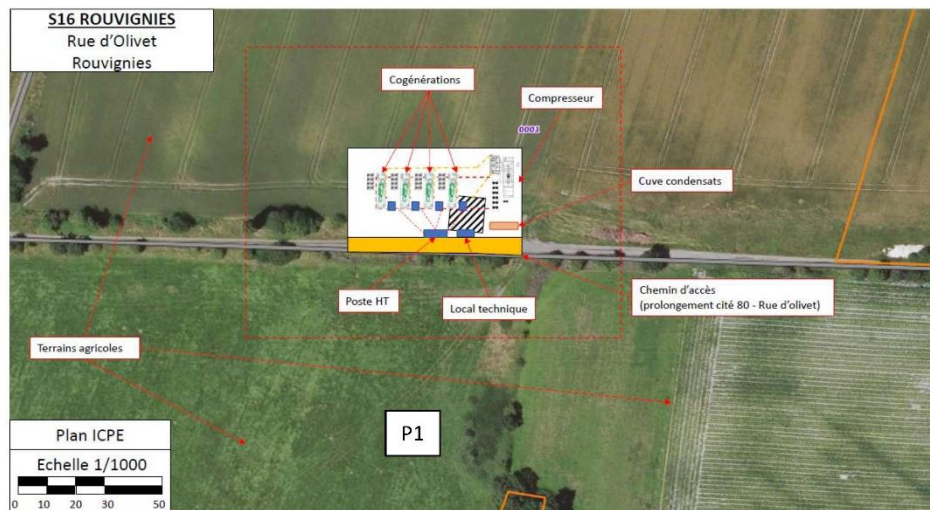 S16 ROUVIGNIES
Rue d'Olivet
Rouvignies
Cogénérations
Compresseur
0001
Cuve condensats
Poste HT
Local technique
Chemin d'accès
(prolongement cité 80 - Rue d'olivet)
Terrains agricoles
P1
Plan ICPE
Echelle 1/1000
0 10 20 30 50